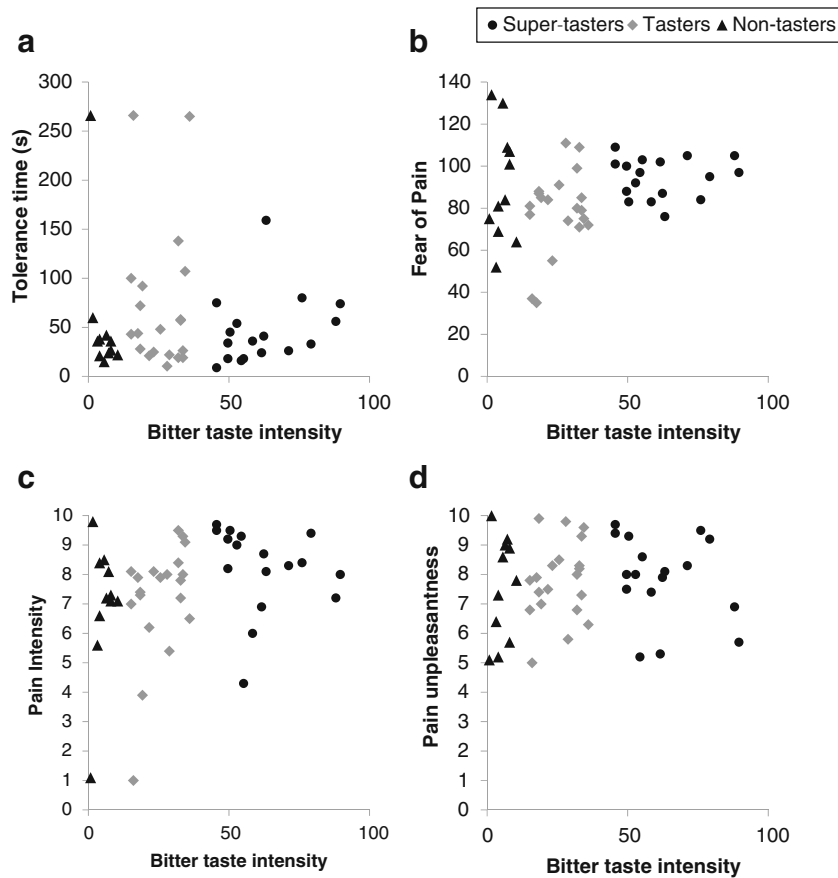 ● Super-tasters ◆ Tasters ▲ Non-tasters
a
300
250
200
150
100
50
0
Tolerance time (s)
0 50 100
Bitter taste intensity
b
140
120
100
80
60
40
20
0
Fear of Pain
0 50 100
Bitter taste intensity
c
10
9
8
7
6
5
4
3
2
1
0
Pain Intensity
0 50 100
Bitter taste intensity
d
10
9
8
7
6
5
4
3
2
1
0
Pain unpleasantness
0 50 100
Bitter taste intensity